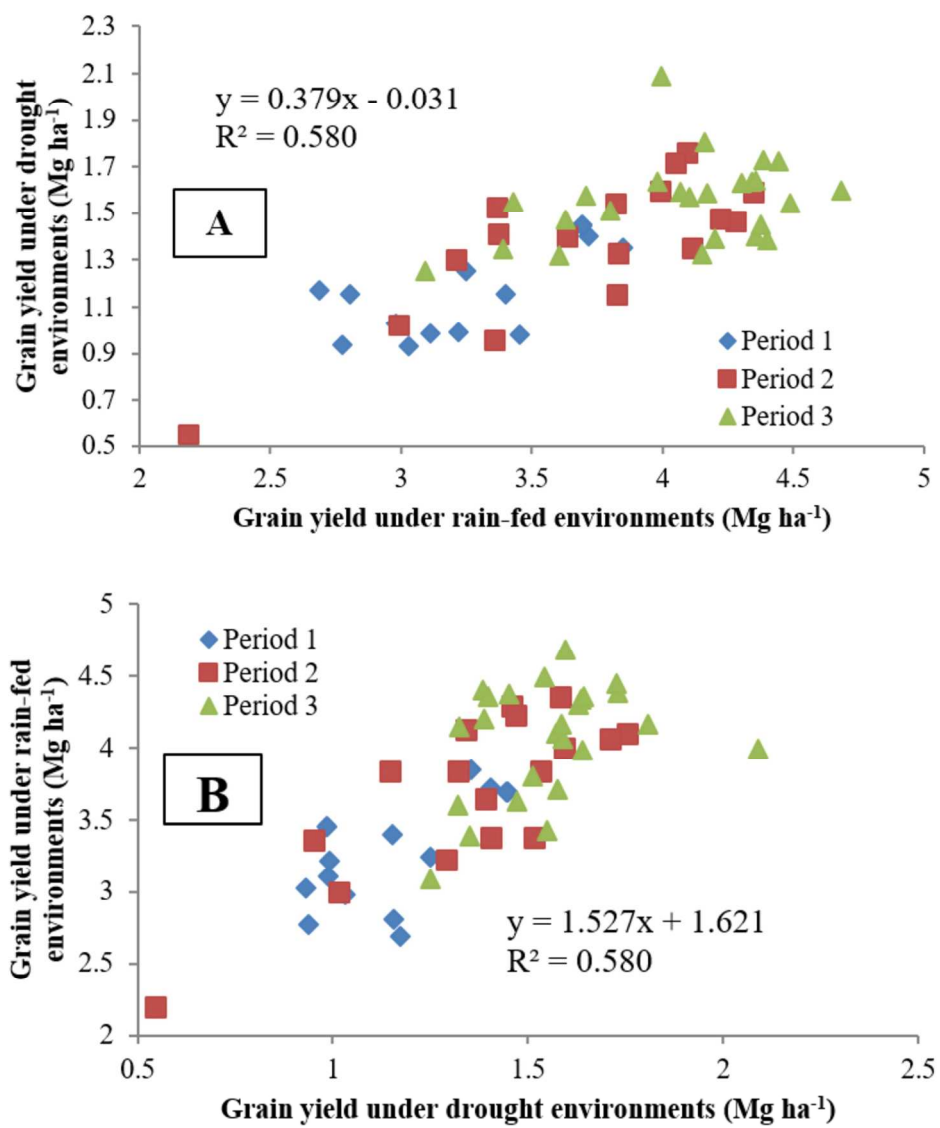 2.3
2.1
1.9
1.7
1.5
1.3
1.1
0.9
0.7
0.5
Grain yield under drought
environments (Mg ha⁻¹)
y = 0.379x - 0.031
R² = 0.580
A
Period 1
Period 2
Period 3
2 2.5 3 3.5 4 4.5 5
Grain yield under rain-fed environments (Mg ha⁻¹)
5
4.5
4
3.5
3
2.5
2
Grain yield under rain-fed
environments (Mg ha⁻¹)
Period 1
Period 2
Period 3
B
y = 1.527x + 1.621
R² = 0.580
0.5 1 1.5 2 2.5
Grain yield under drought environments (Mg ha⁻¹)